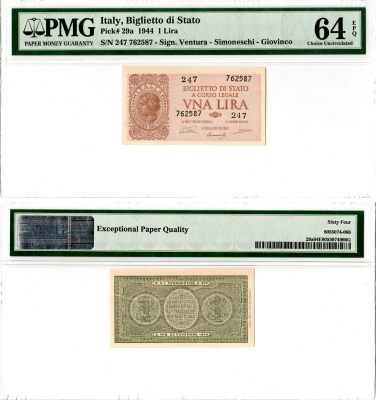 PMG
PAPER MONEY GUARANTY
Italy, Biglietto di Stato
Pick# 29a 1944 1 Lira
S/N 247 762587 - Sign. Ventura - Simoneschi - Giovinco
64 EPQ
Choice Uncirculated
247 762587
BIGLIETTO DI STATO
A CORSO LEGALE
VNA LIRA
762587 247
Exceptional Paper Quality
Sixty Four